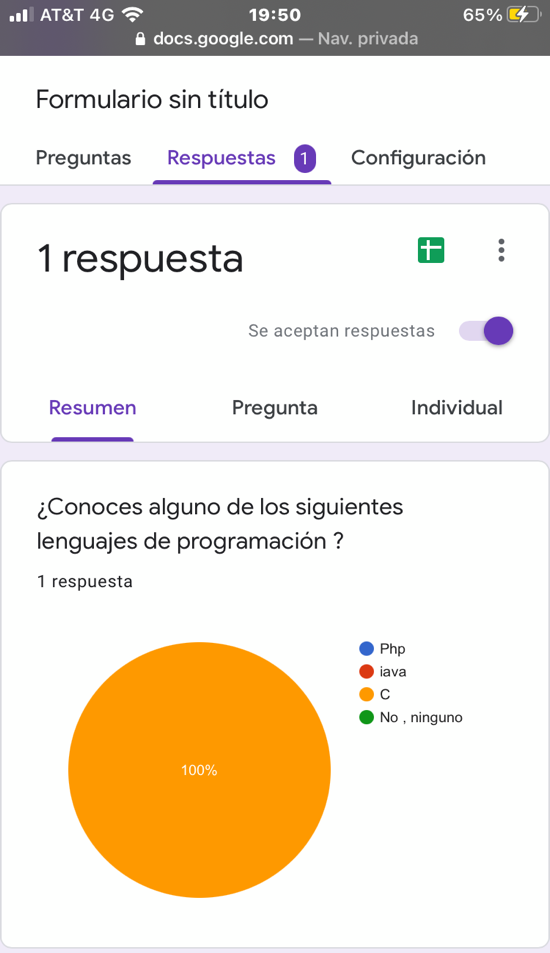 AT&T 4G 19:50 65%
docs.google.com — Nav. privada
Formulario sin título
Preguntas Respuestas 1 Configuración
1 respuesta
Se aceptan respuestas
Resumen Pregunta Individual
¿Conoces alguno de los siguientes
lenguajes de programación ?
1 respuesta
Php
iava
C
No , ninguno
100%